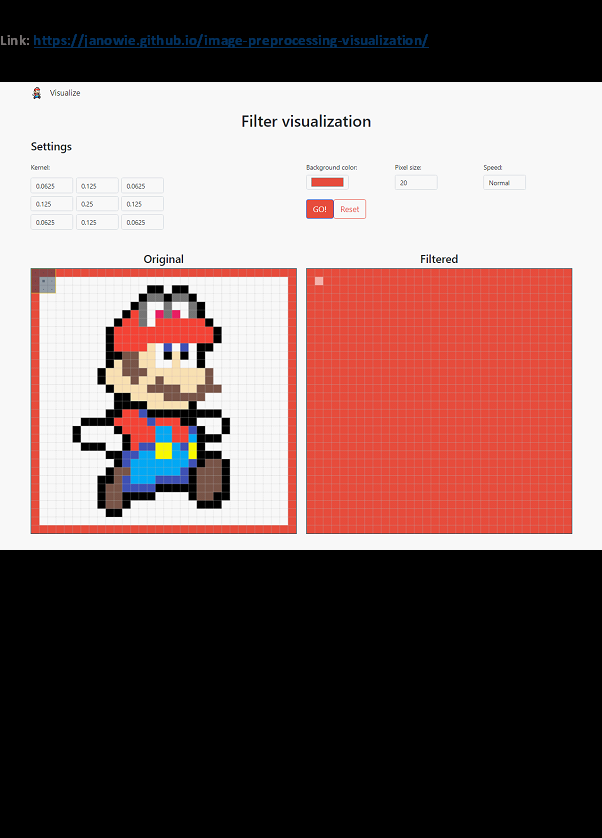 Link: https://janowie.github.io/image-preprocessing-visualization/
Visualize
Filter visualization
Settings
Kernel:
Background color:
Pixel size:
Speed:
0.0625
0.125
0.0625
20
Normal
0.125
0.25
0.125
GO!
Reset
0.0625
0.125
0.0625
Original
Filtered